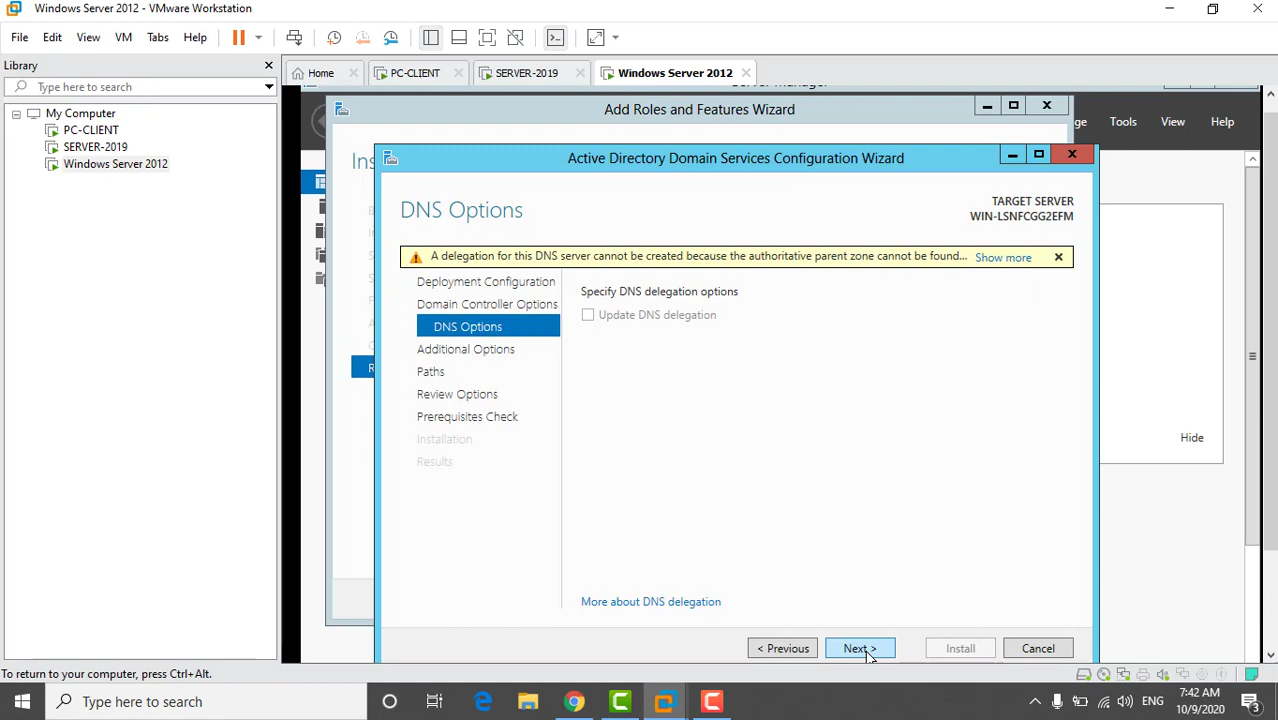 Windows Server 2012 - VMware Workstation
File Edit View VM Tabs Help
Library
Type here to search
My Computer
PC-CLIENT
SERVER-2019
Windows Server 2012
Home PC-CLIENT SERVER-2019 Windows Server 2012
Add Roles and Features Wizard
Tools View Help
Active Directory Domain Services Configuration Wizard
DNS Options
TARGET SERVER
WIN-LSNFCGG2EFM
A delegation for this DNS server cannot be created because the authoritative parent zone cannot be found... Show more
Deployment Configuration
Domain Controller Options
DNS Options
Additional Options
Paths
Review Options
Prerequisites Check
Installation
Results
Specify DNS delegation options
Update DNS delegation
More about DNS delegation
Hide
< Previous Next > Install Cancel
To return to your computer, press Ctrl+Alt.
Type here to search
ENG
7:42 AM
10/9/2020
3